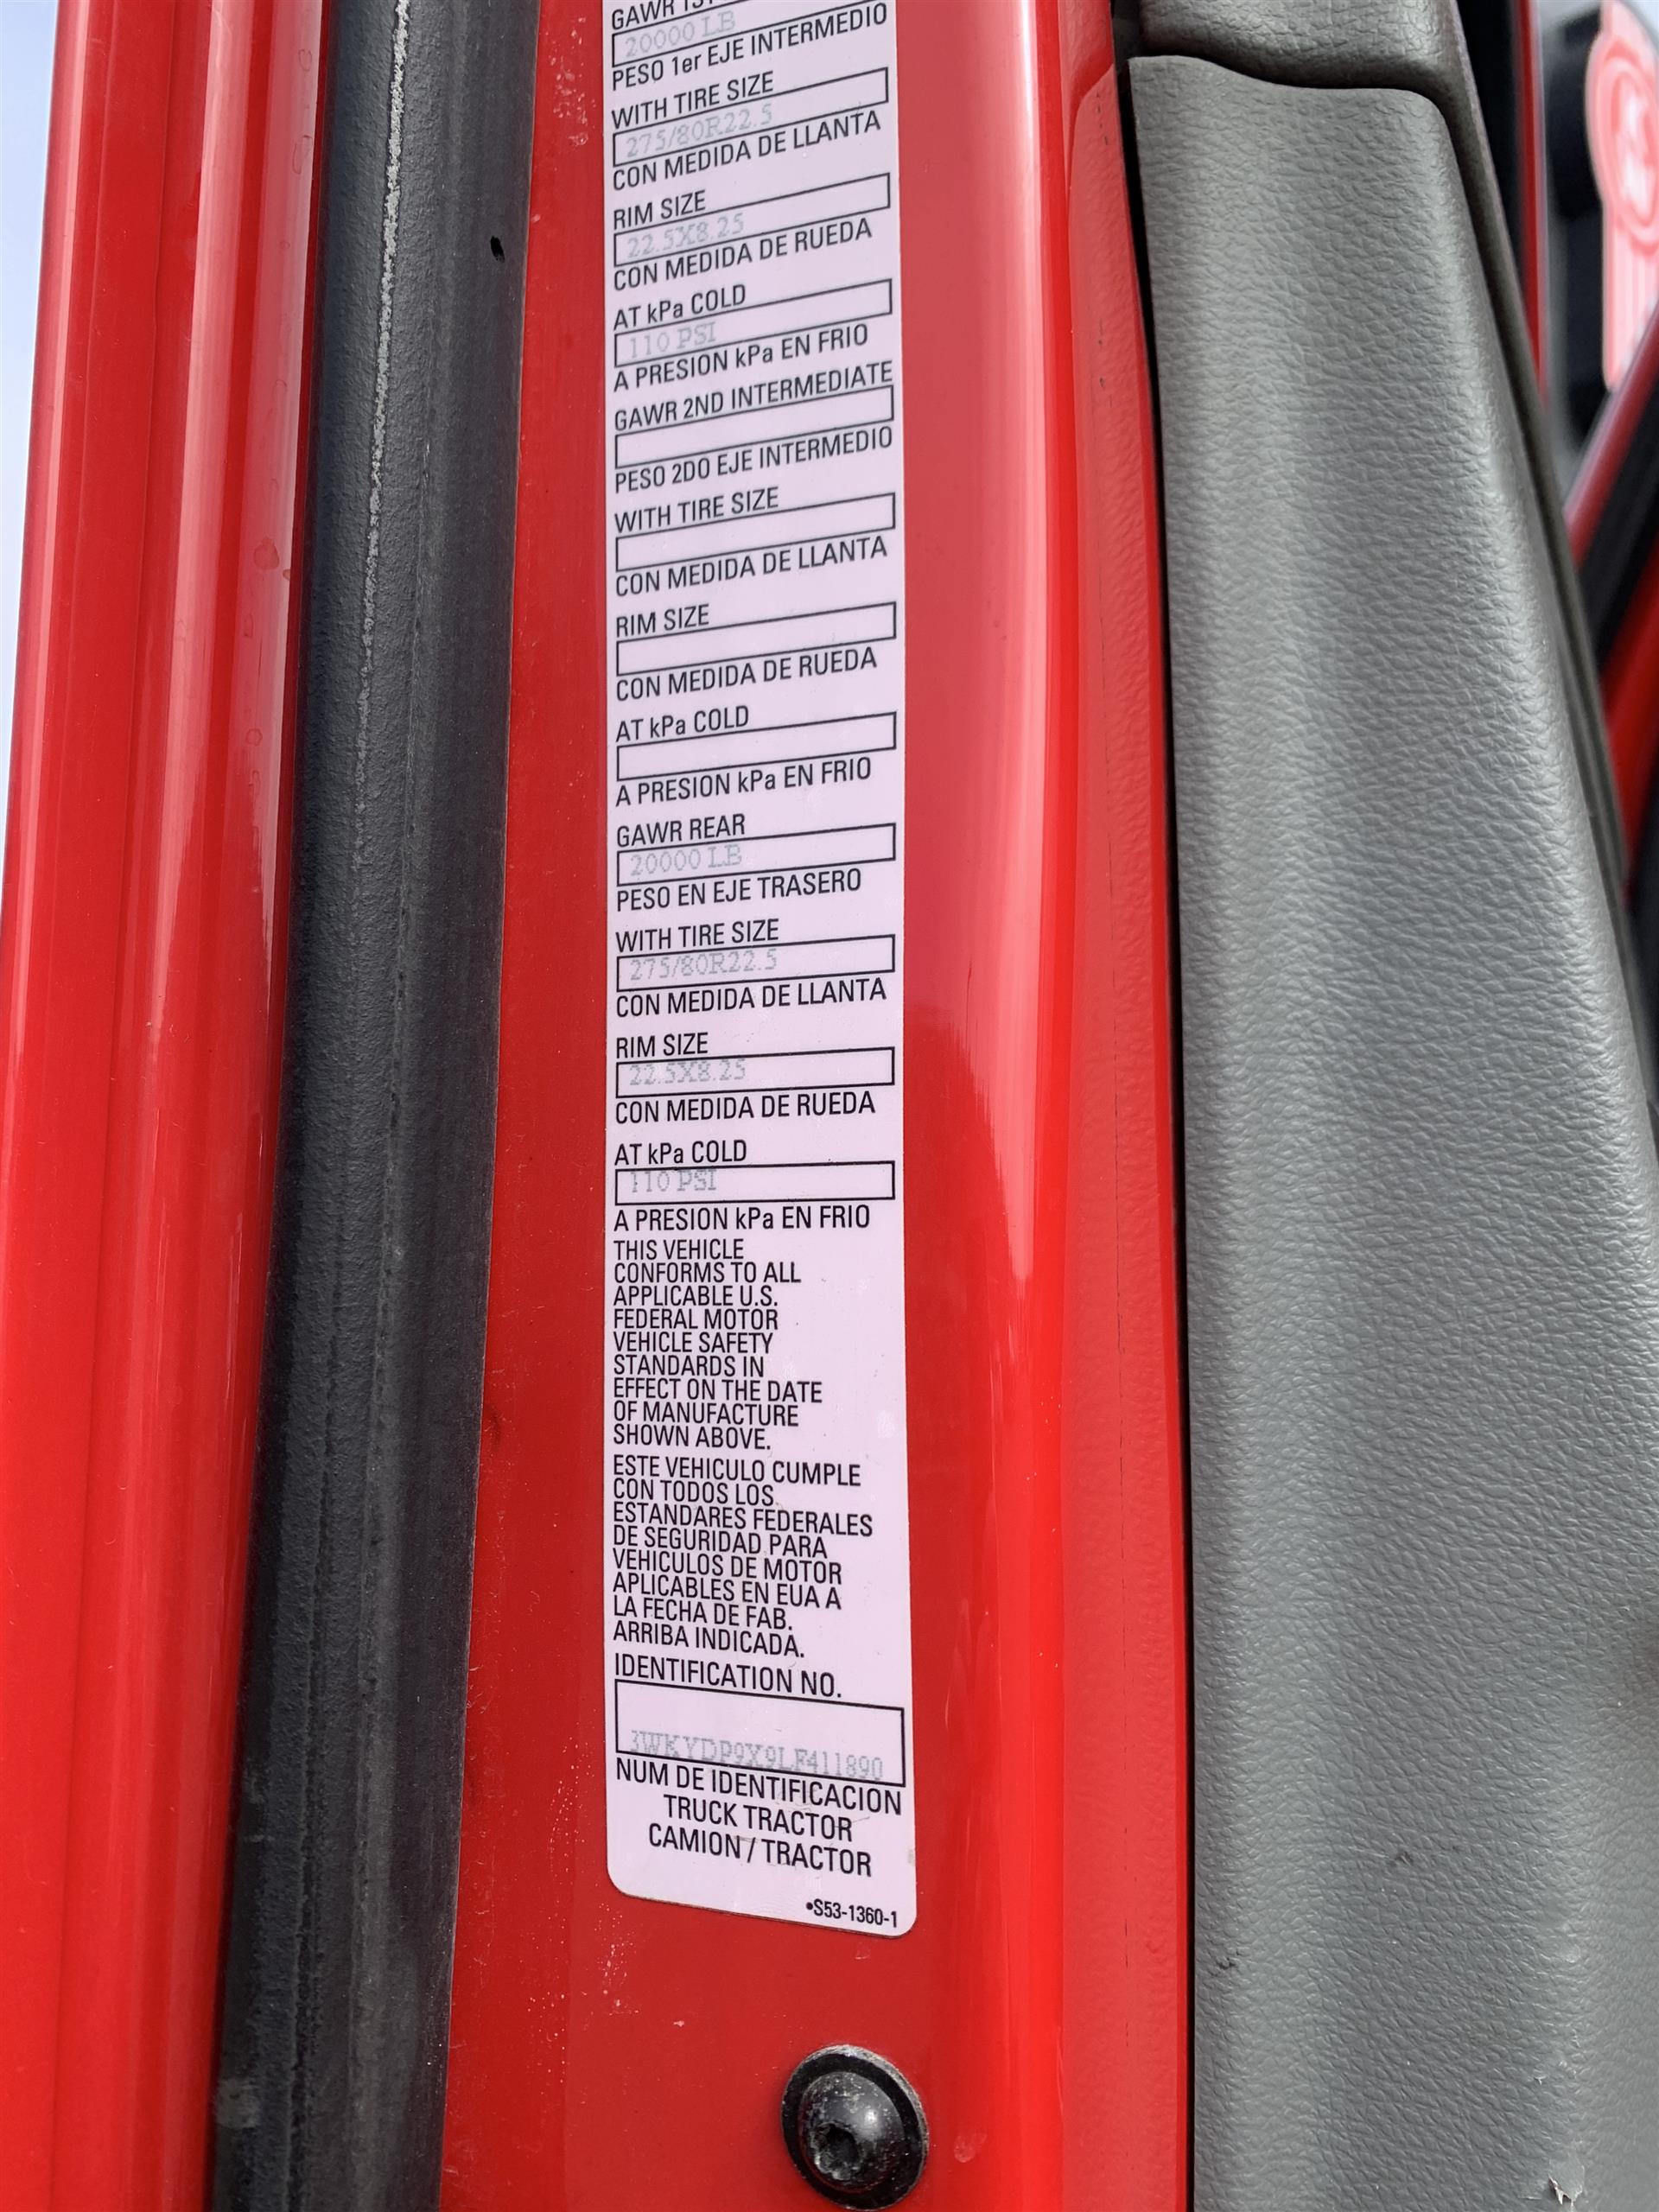 GAWR 1ST
20000 LB
PESO 1er EJE INTERMEDIO
WITH TIRE SIZE
275/80R22.5
CON MEDIDA DE LLANTA
RIM SIZE
22.5X8.25
CON MEDIDA DE RUEDA
AT kPa COLD
110 PSI
A PRESION kPa EN FRIO
GAWR 2ND INTERMEDIATE
PESO 2DO EJE INTERMEDIO
WITH TIRE SIZE
CON MEDIDA DE LLANTA
RIM SIZE
CON MEDIDA DE RUEDA
AT kPa COLD
A PRESION kPa EN FRIO
GAWR REAR
20000 LB
PESO EN EJE TRASERO
WITH TIRE SIZE
275/80R22.5
CON MEDIDA DE LLANTA
RIM SIZE
22.5X8.25
CON MEDIDA DE RUEDA
AT kPa COLD
110 PSI
A PRESION kPa EN FRIO
THIS VEHICLE
CONFORMS TO ALL
APPLICABLE U.S.
FEDERAL MOTOR
VEHICLE SAFETY
STANDARDS IN
EFFECT ON THE DATE
OF MANUFACTURE
SHOWN ABOVE.
ESTE VEHICULO CUMPLE
CON TODOS LOS
ESTANDARES FEDERALES
DE SEGURIDAD PARA
VEHICULOS DE MOTOR
APLICABLES EN EUA A
LA FECHA DE FAB.
ARRIBA INDICADA.
IDENTIFICATION NO.
3WKYDP9X9LF411890
NUM DE IDENTIFICACION
TRUCK TRACTOR
CAMION / TRACTOR
•S53-1360-1